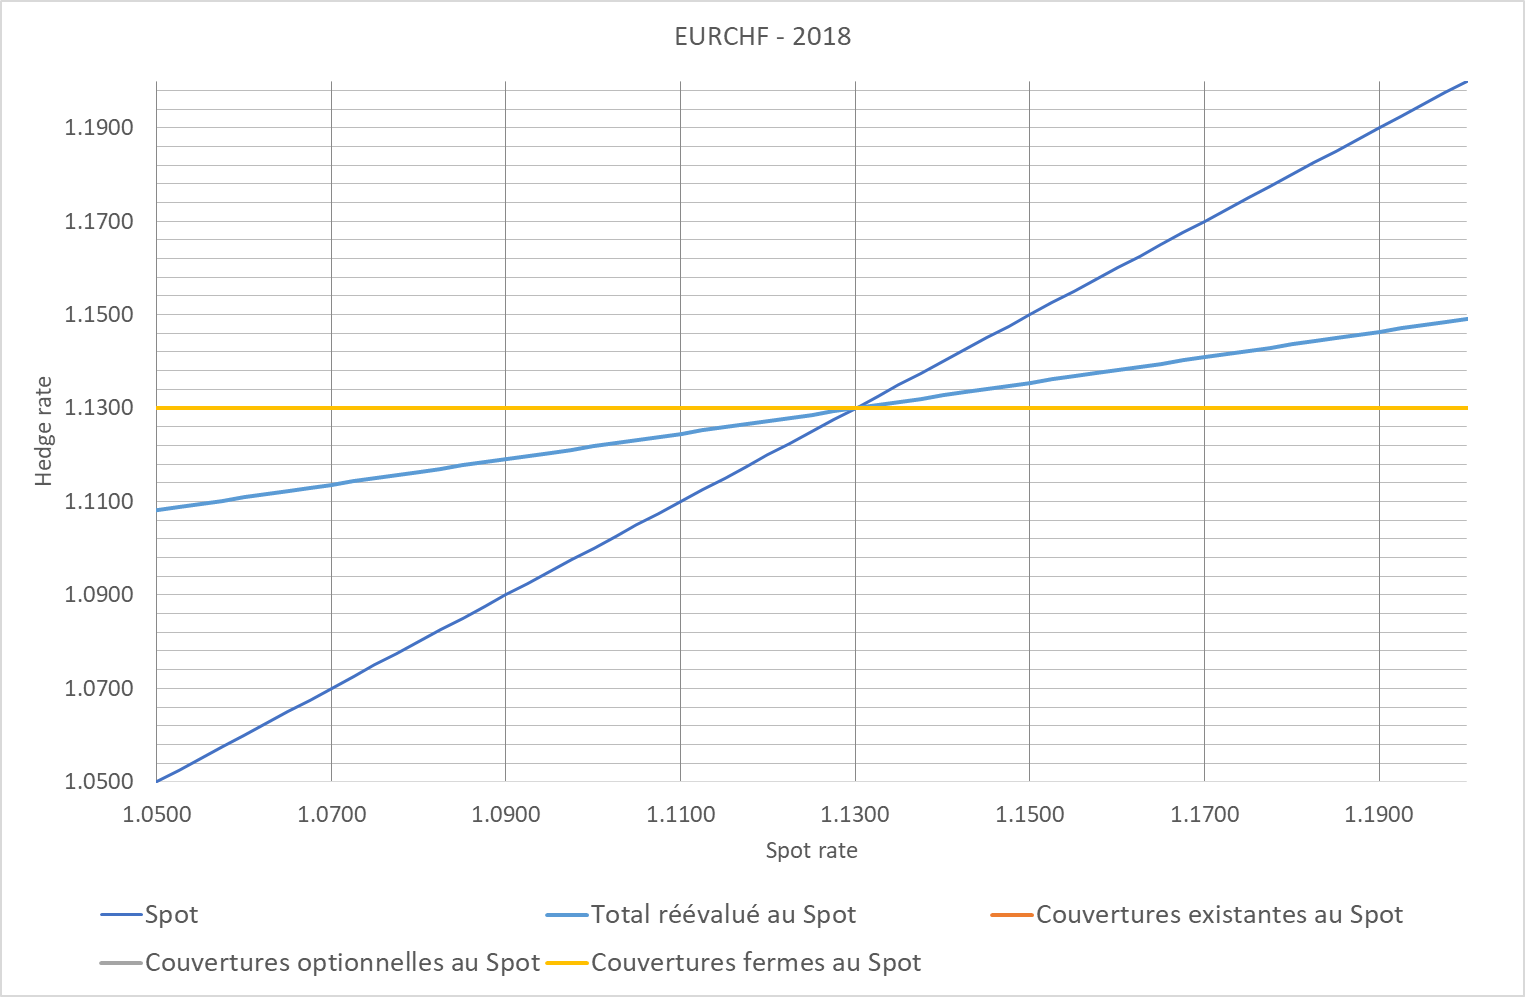 EURCHF - 2018
1.1900
1.1700
1.1500
1.1300
1.1100
1.0900
1.0700
1.0500
Hedge rate
1.0500 1.0700 1.0900 1.1100 1.1300 1.1500 1.1700 1.1900
Spot rate
Spot Total réévalué au Spot Couvertures existantes au Spot
Couvertures optionnelles au Spot Couvertures fermes au Spot